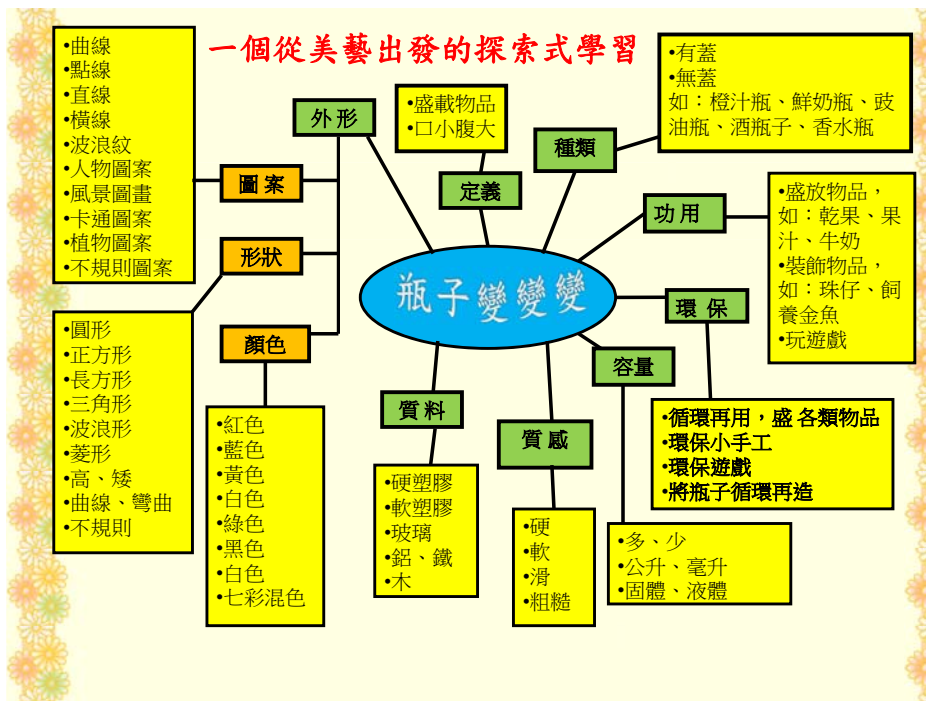 一個從美藝出發的探索式學習
•曲線
•點線
•直線
•橫線
•波浪紋
•人物圖案
•風景圖畫
•卡通圖案
•植物圖案
•不規則圖案
外形
圖案
形狀
顏色
•圓形
•正方形
•長方形
•三角形
•波浪形
•菱形
•高、矮
•曲線、彎曲
•不規則
•紅色
•藍色
•黃色
•白色
•綠色
•黑色
•白色
•七彩混色
•盛載物品
•口小腹大
定義
種類
•有蓋
•無蓋
如：橙汁瓶、鮮奶瓶、豉
油瓶、酒瓶子、香水瓶
功用
•盛放物品，
如：乾果、果
汁、牛奶
•裝飾物品，
如：珠仔、飼
養金魚
•玩遊戲
瓶子變變變
環保
•循環再用，盛 各類物品
•環保小手工
•環保遊戲
•將瓶子循環再造
容量
•多、少
•公升、毫升
•固體、液體
質料
•硬塑膠
•軟塑膠
•玻璃
•鋁、鐵
•木
質感
•硬
•軟
•滑
•粗糙